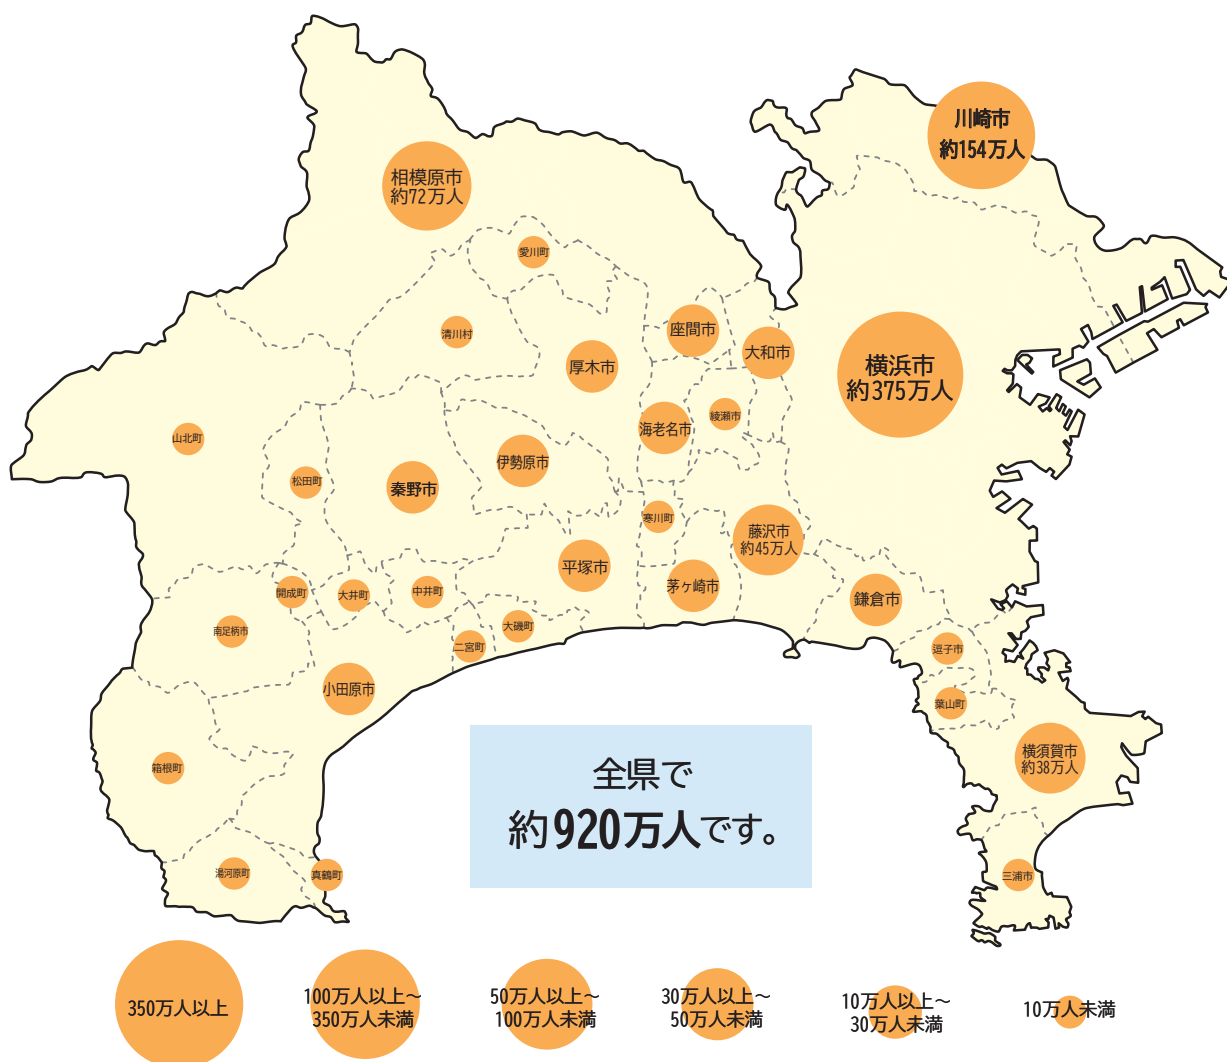 川崎市
約154万人
相模原市
約72万人
愛川町
清川村
座間市
大和市
厚木市
横浜市
約375万人
綾瀬市
海老名市
山北町
伊勢原市
松田町
秦野市
寒川町
藤沢市
約45万人
平塚市
茅ヶ崎市
開成町
大井町
中井町
鎌倉市
南足柄市
大磯町
二宮町
逗子市
小田原市
葉山町
横須賀市
約38万人
箱根町
全県で
約920万人です。
湯河原町
真鶴町
三浦市
350万人以上
100万人以上～
350万人未満
50万人以上～
100万人未満
30万人以上～
50万人未満
10万人以上～
30万人未満
10万人未満